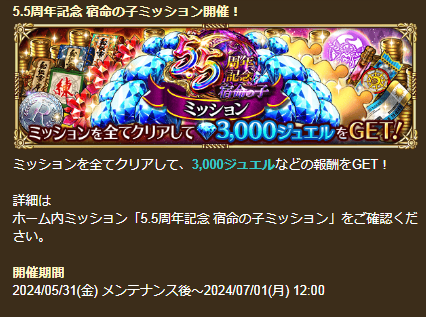 5.5周年記念 宿命の子ミッション開催！
5.5周年記念
宿命の子
ミッション
ミッションを全てクリアして 3,000ジュエルをGET!
ミッションを全てクリアして、3,000ジュエルなどの報酬をGET！
詳細は
ホーム内ミッション「5.5周年記念 宿命の子ミッション」をご確認くだ
さい。
開催期間
2024/05/31(金) メンテナンス後～2024/07/01(月) 12:00